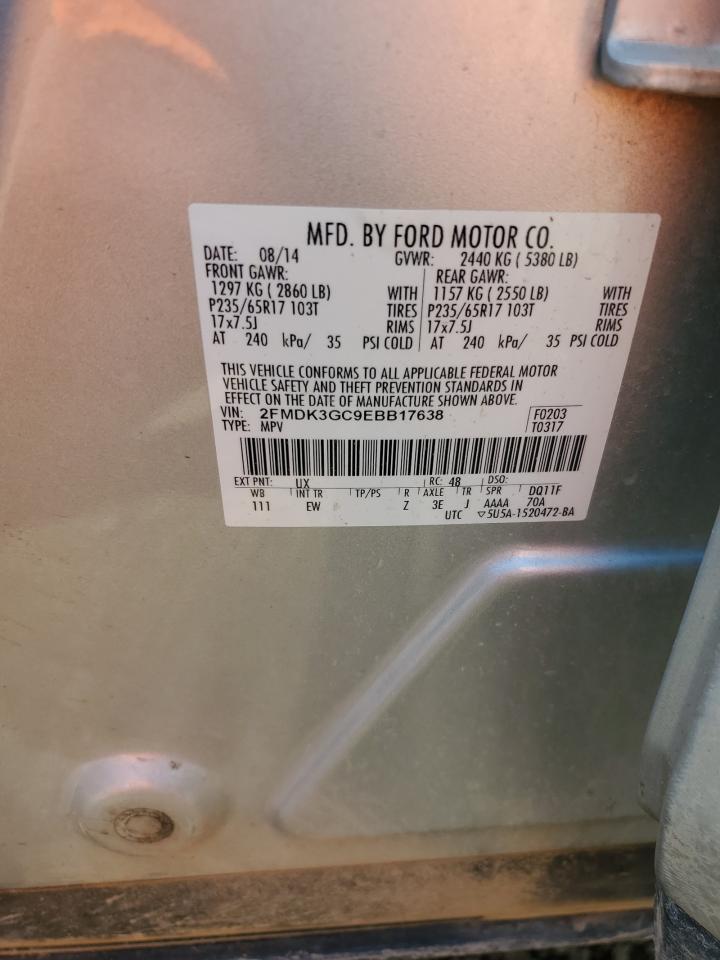 MFD. BY FORD MOTOR CO.
DATE: 08/14 GVWR: 2440 KG ( 5380 LB)
FRONT GAWR: REAR GAWR:
1297 KG ( 2860 LB) WITH 1157 KG ( 2550 LB) WITH
P235/65R17 103T TIRES P235/65R17 103T TIRES
17x7.5J RIMS 17x7.5J RIMS
AT 240 kPa/ 35 PSI COLD AT 240 kPa/ 35 PSI COLD
THIS VEHICLE CONFORMS TO ALL APPLICABLE FEDERAL MOTOR
VEHICLE SAFETY AND THEFT PREVENTION STANDARDS IN
EFFECT ON THE DATE OF MANUFACTURE SHOWN ABOVE.
VIN: 2FMDK3GC9EBB17638 F0203
TYPE: MPV T0317
EXT PNT: UX RC: 48 DSO:
WB INT TR TP/PS R AXLE TR SPR DQ11F
111 EW Z 3E J AAAA 70A
UTC ▽5U5A-1520472-BA